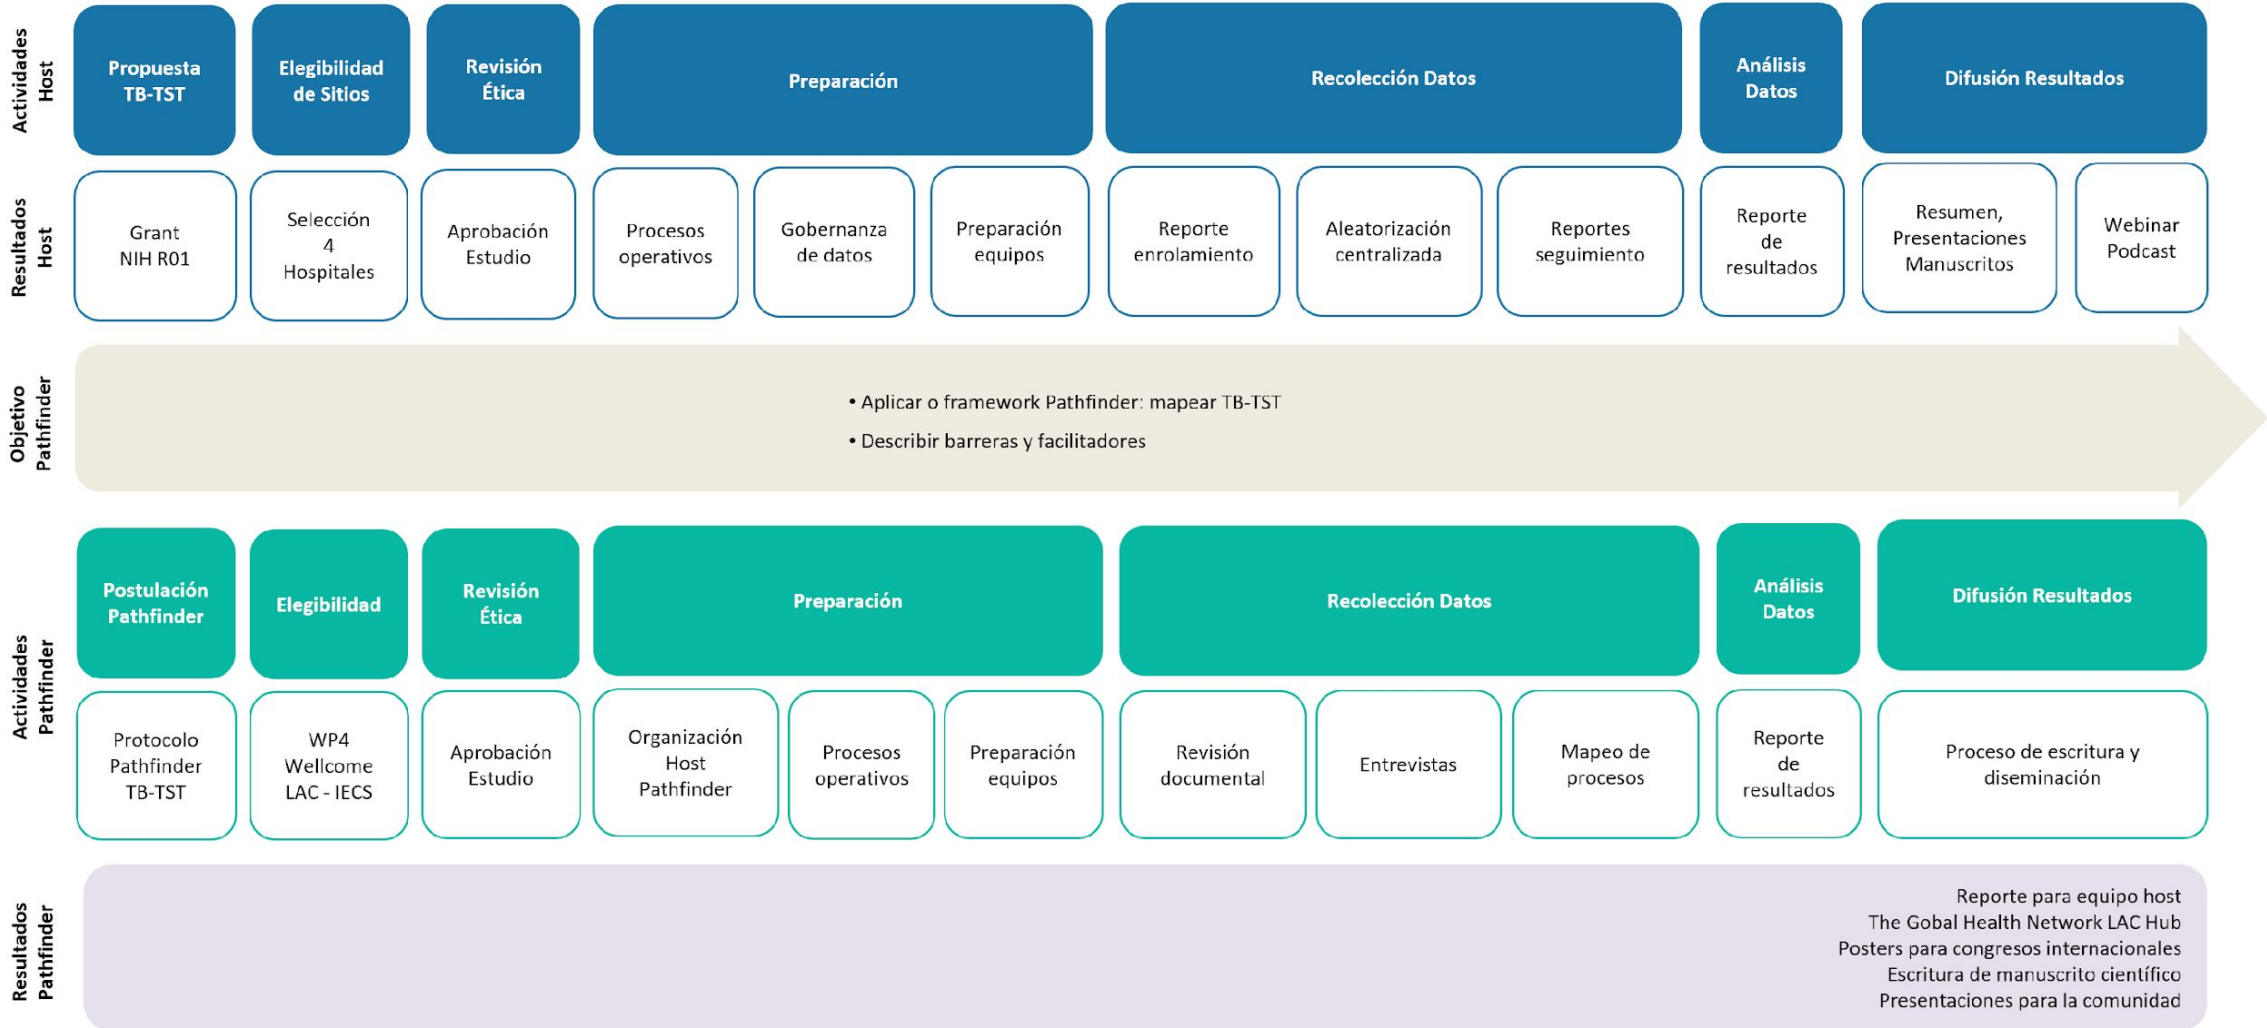 Actividades
Host
Propuesta
TB-TST
Elegibilidad
de Sitios
Revisión
Ética
Preparación
Recolección Datos
Análisis
Datos
Difusión Resultados
Resultados
Host
Grant
NIH R01
Selección
4
Hospitales
Aprobación
Estudio
Procesos
operativos
Gobernanza
de datos
Preparación
equipos
Reporte
enrolamiento
Aleatorización
centralizada
Reportes
seguimiento
Reporte
de
resultados
Resumen,
Presentaciones
Manuscritos
Webinar
Podcast
Objetivo
Pathfinder
• Aplicar o framework Pathfinder: mapear TB-TST
• Describir barreras y facilitadores
Actividades
Pathfinder
Postulación
Pathfinder
Elegibilidad
Revisión
Ética
Preparación
Recolección Datos
Análisis
Datos
Difusión Resultados
Protocolo
Pathfinder
TB-TST
WP4
Wellcome
LAC - IECS
Aprobación
Estudio
Organización
Host
Pathfinder
Procesos
operativos
Preparación
equipos
Revisión
documental
Entrevistas
Mapeo de
procesos
Reporte
de
resultados
Proceso de escritura y
diseminación
Resultados
Pathfinder
Reporte para equipo host
The Gobal Health Network LAC Hub
Posters para congresos internacionales
Escritura de manuscrito científico
Presentaciones para la comunidad